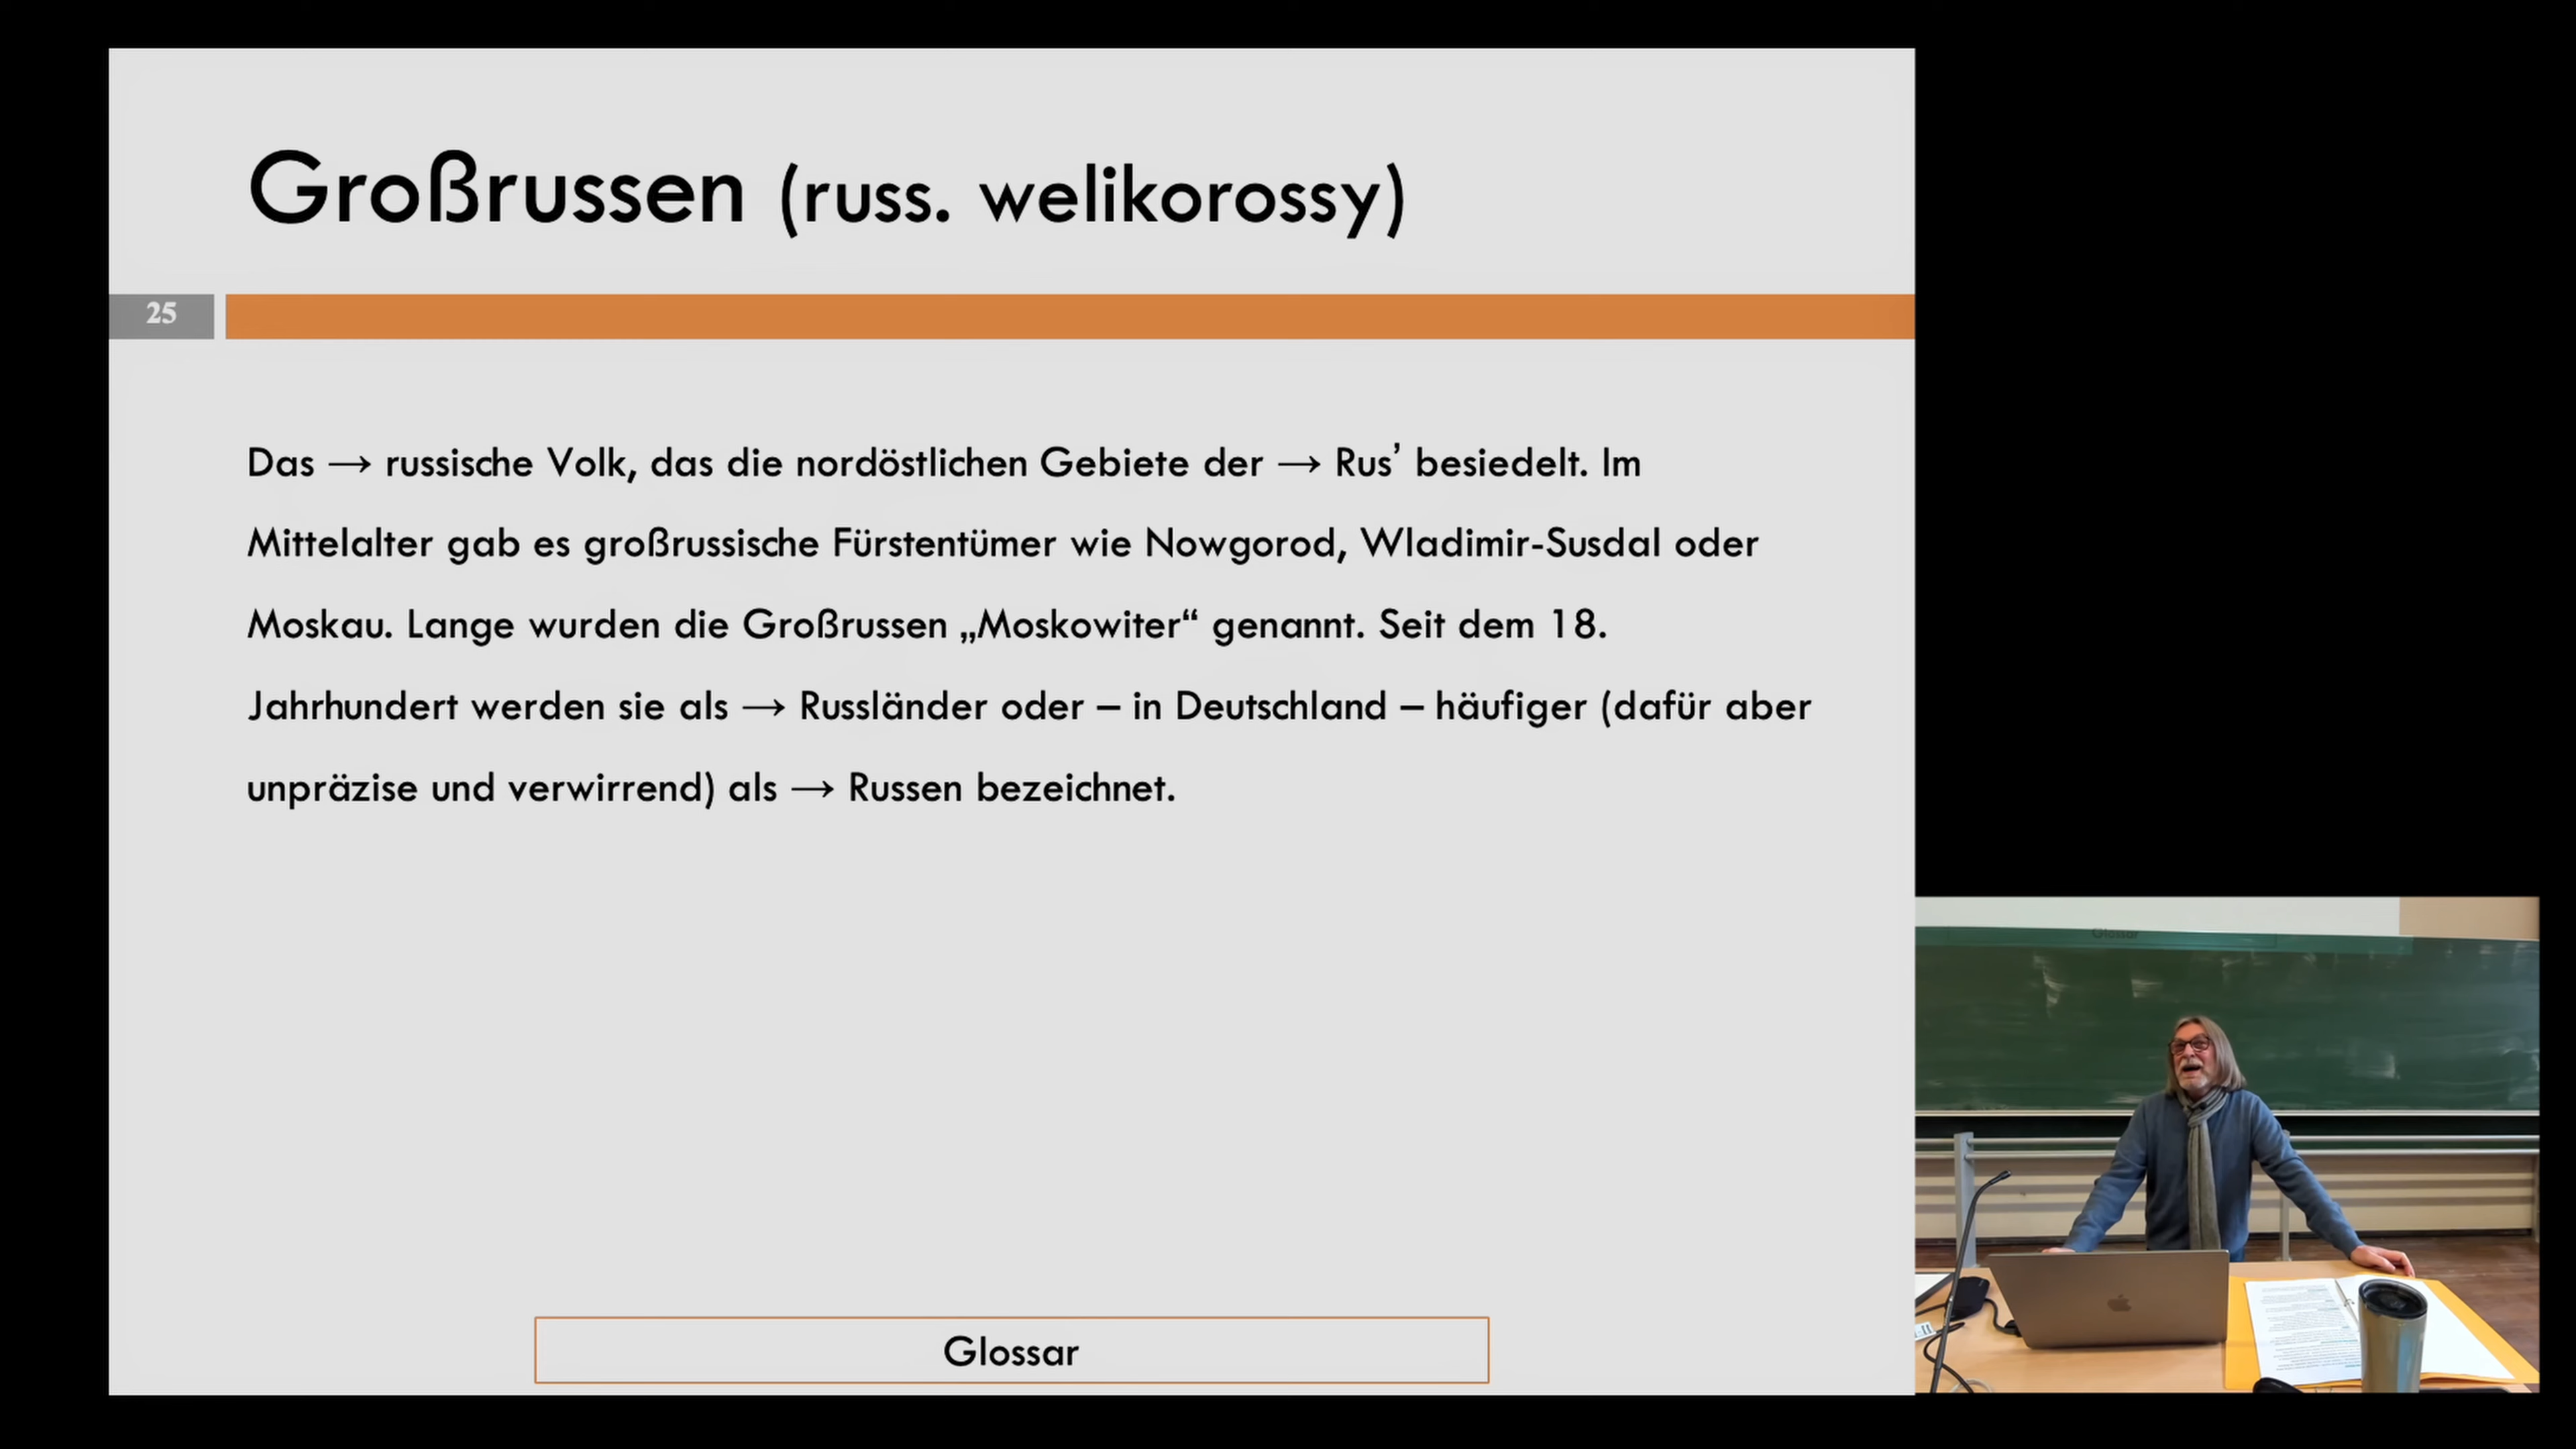 Großrussen (russ. welikorossy)
25
Das → russische Volk, das die nordöstlichen Gebiete der → Rus’ besiedelt. Im
Mittelalter gab es großrussische Fürstentümer wie Nowgorod, Wladimir-Susdal oder
Moskau. Lange wurden die Großrussen „Moskowiter“ genannt. Seit dem 18.
Jahrhundert werden sie als → Russländer oder – in Deutschland – häufiger (dafür aber
unpräzise und verwirrend) als → Russen bezeichnet.
Glossar
Glossar